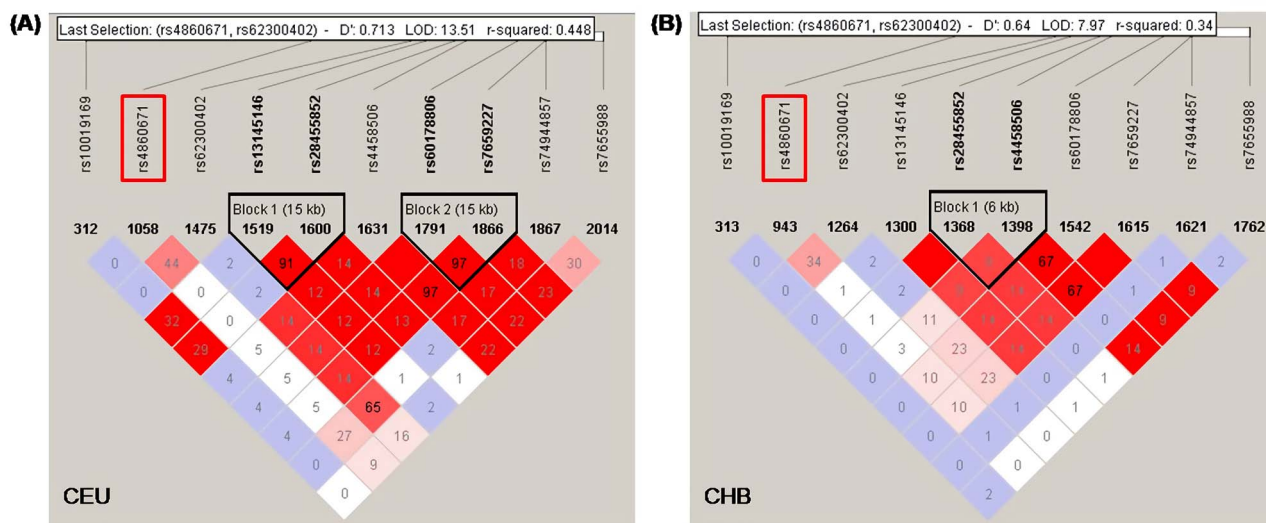 (A)
Last Selection: (rs4860671, rs62300402) - D': 0.713 LOD: 13.51 r-squared: 0.448
rs10019169
rs4860671
rs62300402
rs13145146
rs28455852
rs4458506
rs60178806
rs7659227
rs74944857
rs7655988
Block 1 (15 kb)
Block 2 (15 kb)
312 1058 1475 1519 1600 1631 1791 1866 1867 2014
0 44 2 91 14 97 18 30
0 0 2 12 14 97 17 23
32 0 14 12 13 17 22
29 5 14 12 2 22
4 5 14 1 1
4 5 65 2
4 27 16
0 9
0
CEU
(B)
Last Selection: (rs4860671, rs62300402) - D': 0.64 LOD: 7.97 r-squared: 0.34
rs10019169
rs4860671
rs62300402
rs13145146
rs28455852
rs4458506
rs60178806
rs7659227
rs74944857
rs7655988
Block 1 (6 kb)
313 943 1264 1300 1368 1398 1542 1615 1621 1762
0 34 2 67 1 2
0 1 2 14 67 1 9
0 1 11 14 14 0 9
0 3 23 14 0 14
0 10 23 0 1
0 10 1 1
0 1 0
0 0
2
CHB